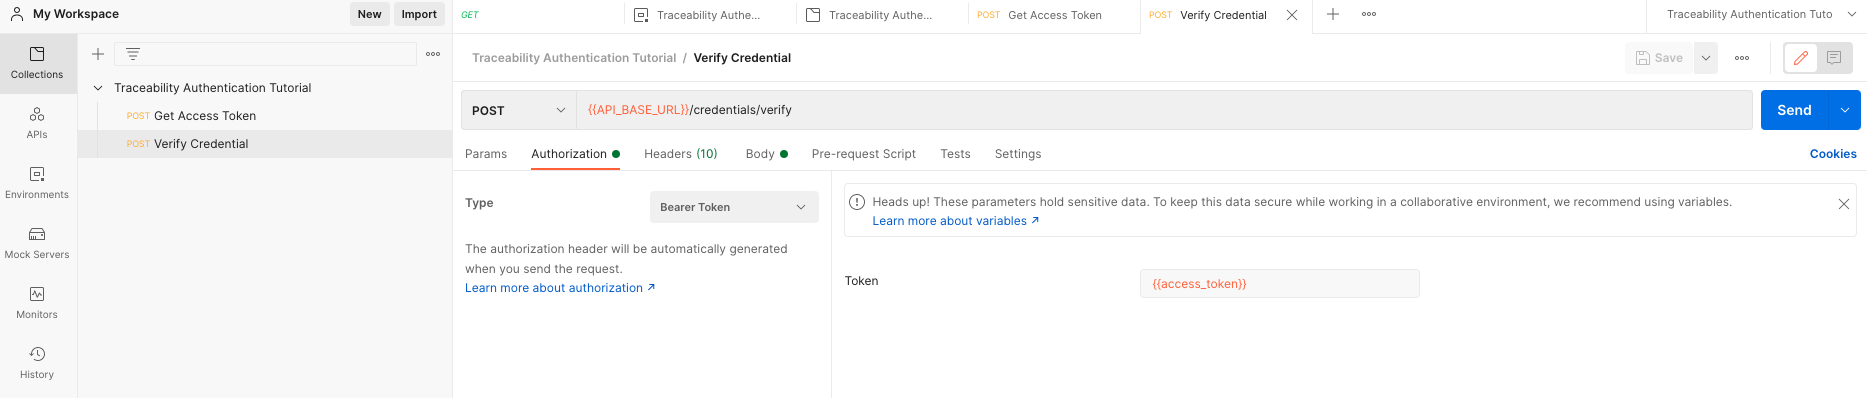 My Workspace
New
Import
GET
Traceability Authe...
Traceability Authe...
POST Get Access Token
POST Verify Credential
Traceability Authentication Tuto
Collections
APIs
Environments
Mock Servers
Monitors
History
Traceability Authentication Tutorial
POST Get Access Token
POST Verify Credential
Traceability Authentication Tutorial / Verify Credential
Save
POST
{{API_BASE_URL}}/credentials/verify
Send
Params
Authorization
Headers (10)
Body
Pre-request Script
Tests
Settings
Cookies
Type
Bearer Token
The authorization header will be automatically generated
when you send the request.
Learn more about authorization ↗
Heads up! These parameters hold sensitive data. To keep this data secure while working in a collaborative environment, we recommend using variables.
Learn more about variables ↗
Token
{{access_token}}